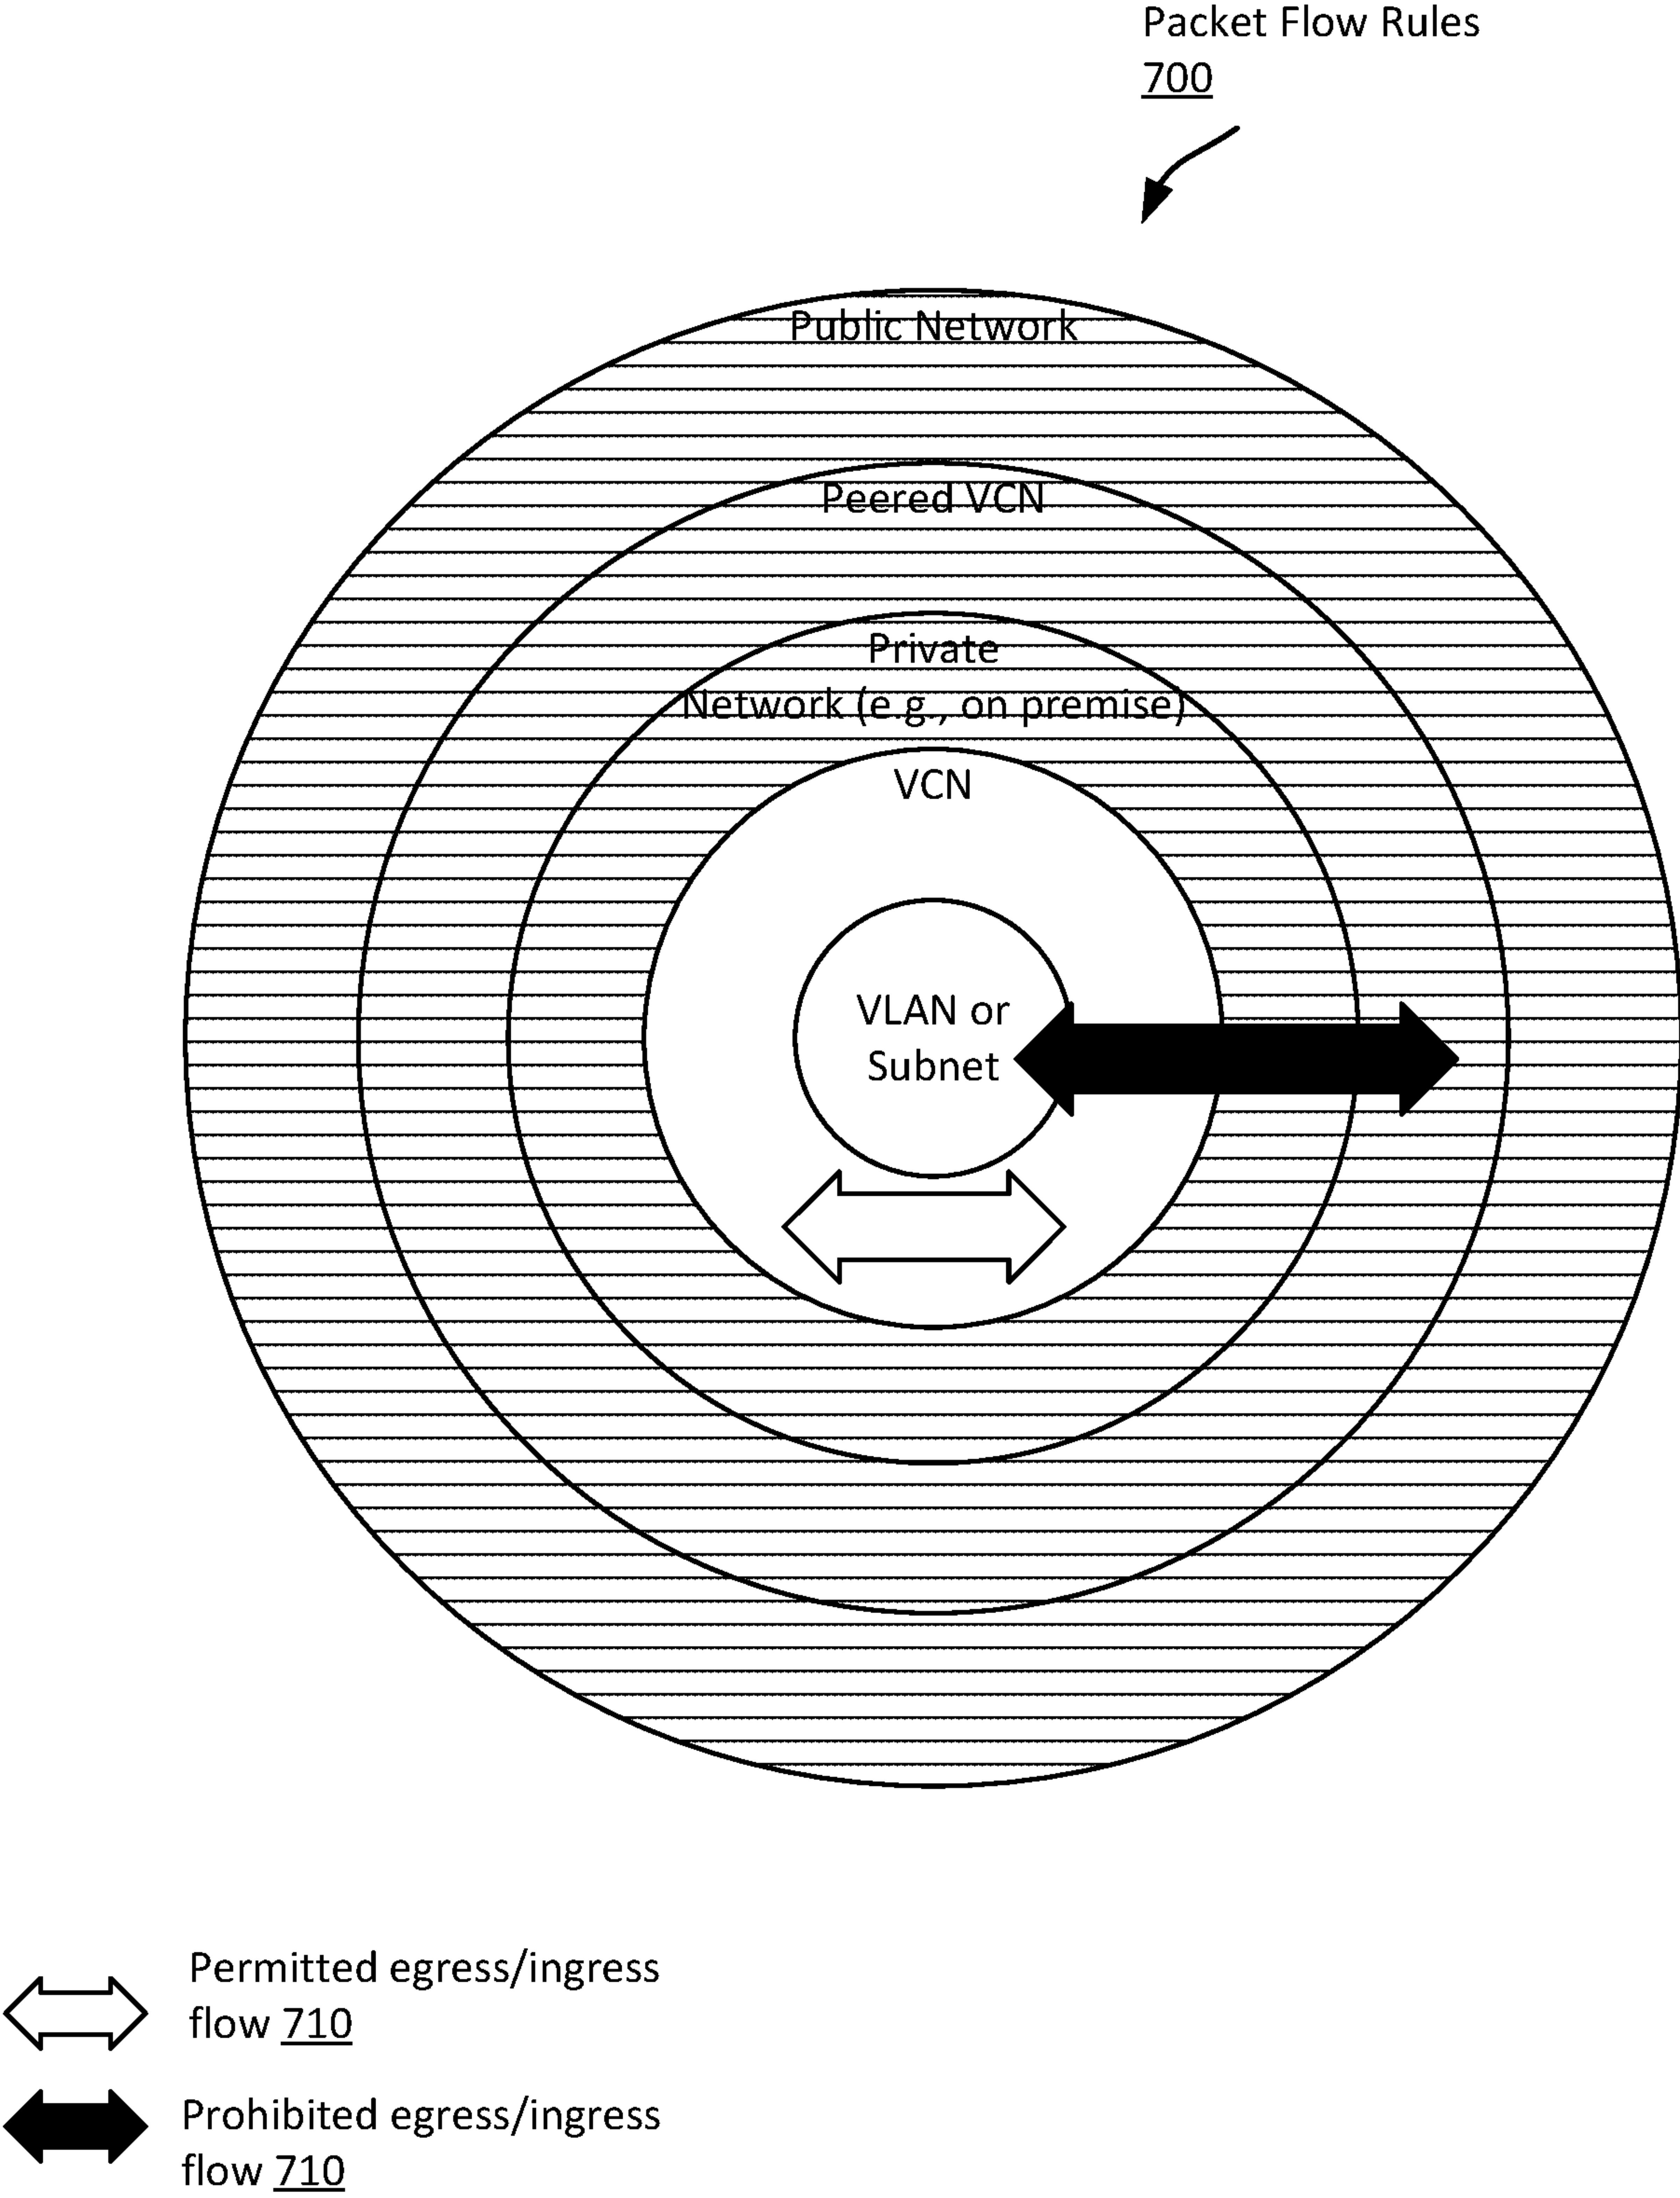 Packet Flow Rules
700
Public Network
Peered VCN
Private
Network (e.g., on premise)
VCN
VLAN or
Subnet
Permitted egress/ingress
flow 710
Prohibited egress/ingress
flow 710